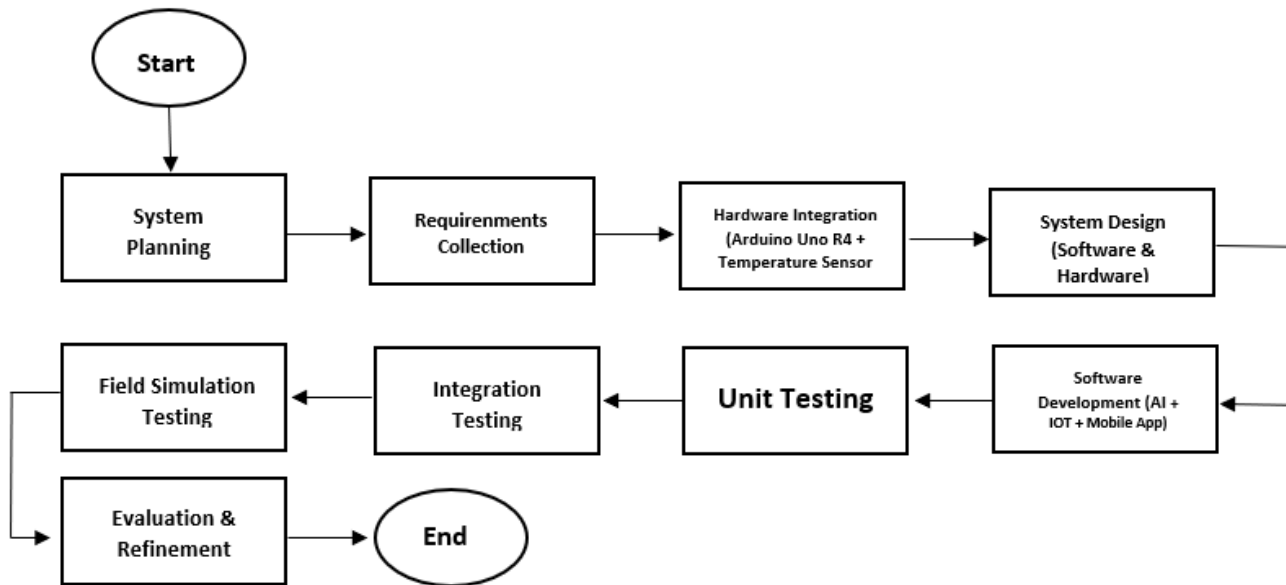 Start
System
Planning
Requirenments
Collection
Hardware Integration
(Arduino Uno R4 +
Temperature Sensor
System Design
(Software &
Hardware)
Software
Development (AI +
IOT + Mobile App)
Unit Testing
Integration
Testing
Field Simulation
Testing
Evaluation &
Refinement
End